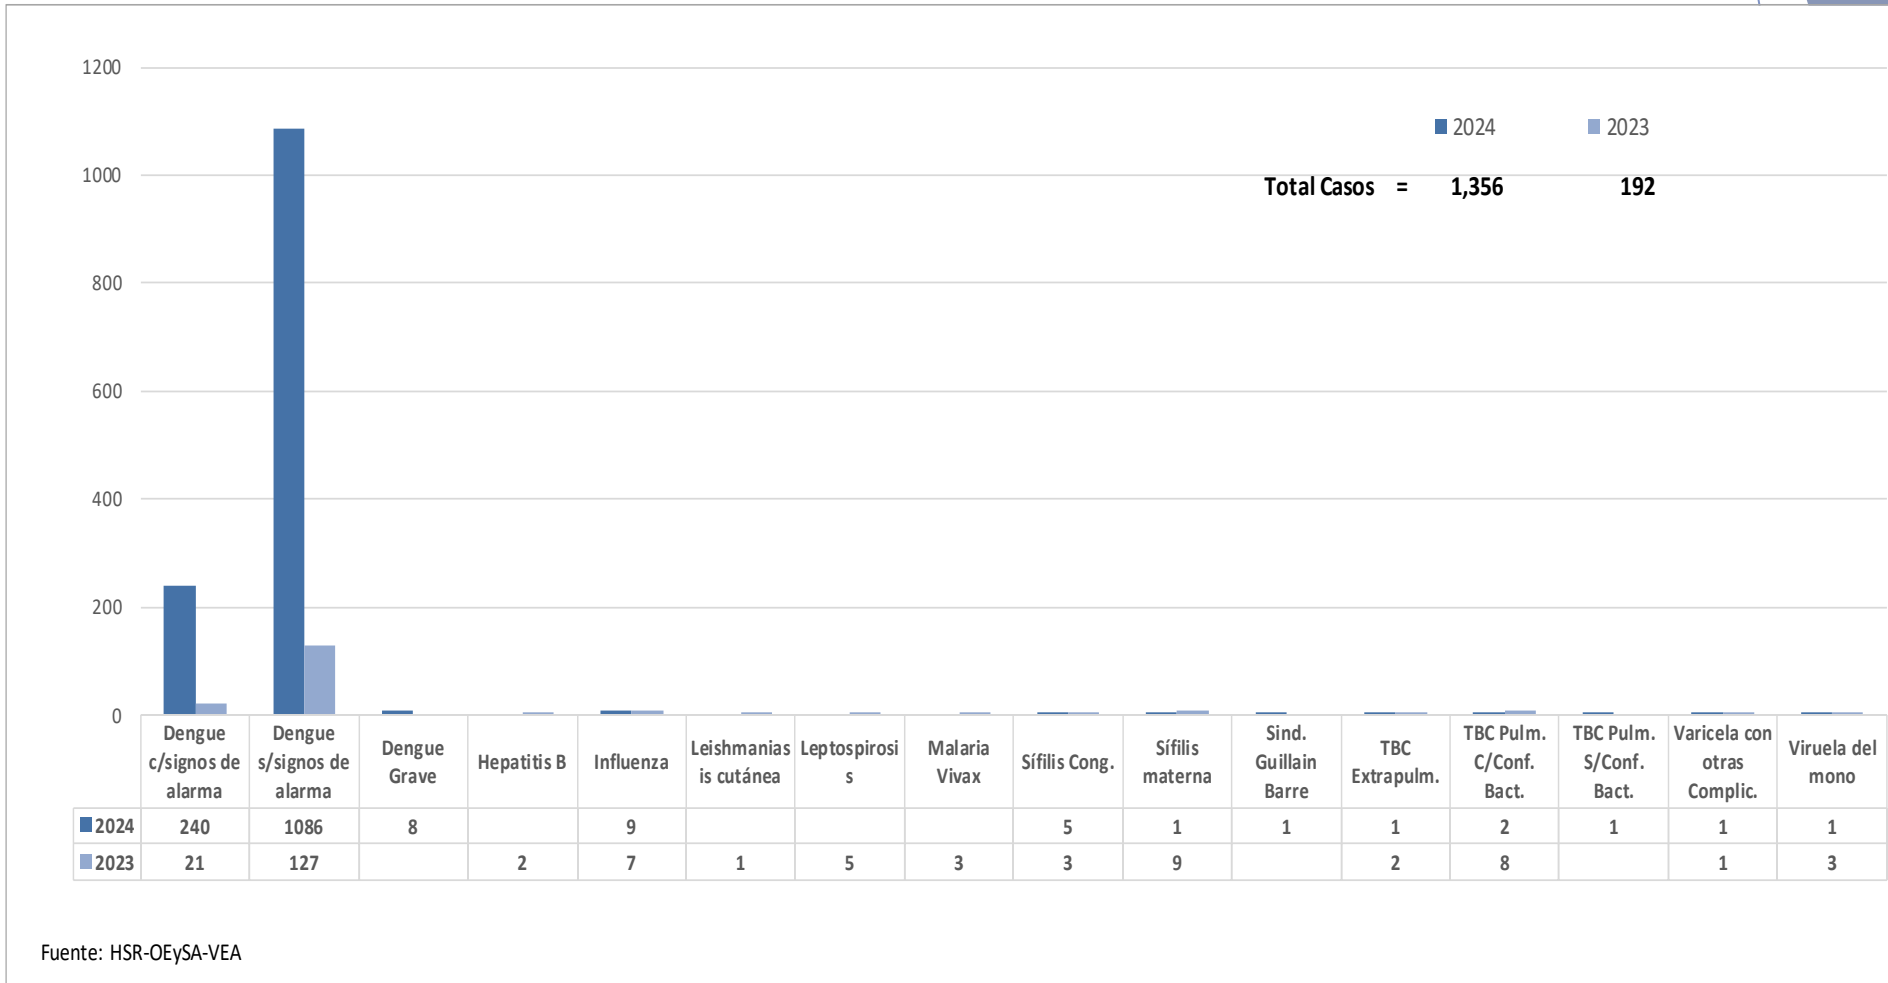 1200
2024 2023
1000
Total Casos = 1,356 192
800
600
400
200
0
Dengue c/signos de alarma
Dengue s/signos de alarma
Dengue Grave
Hepatitis B
Influenza
Leishmanias is cutánea
Leptospirosi s
Malaria Vivax
Sífilis Cong.
Sífilis materna
Sind. Guillain Barre
TBC Extrapulm.
TBC Pulm. C/Conf. Bact.
TBC Pulm. S/Conf. Bact.
Varicela con otras Complic.
Viruela del mono
2024 240 1086 8 9 5 1 1 1 2 1 1 1
2023 21 127 2 7 1 5 3 3 9 2 8 1 3
Fuente: HSR-OEySA-VEA